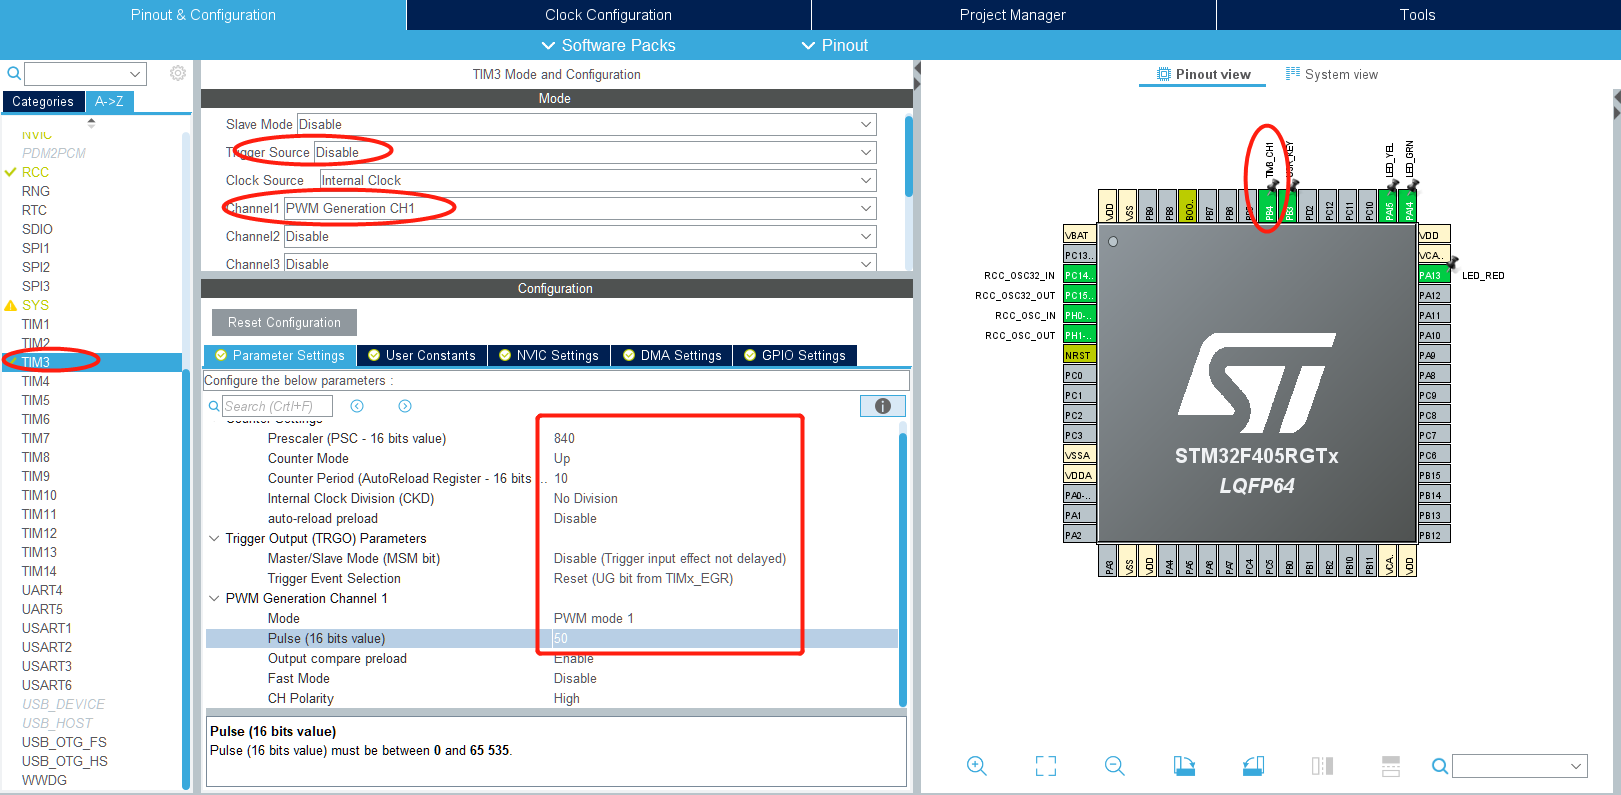 Pinout & Configuration
Clock Configuration
Project Manager
Tools
Software Packs
Pinout
Categories
A->Z
NVIC
PDM2PCM
RCC
RNG
RTC
SDIO
SPI1
SPI2
SPI3
SYS
TIM1
TIM2
TIM3
TIM4
TIM5
TIM6
TIM7
TIM8
TIM9
TIM10
TIM11
TIM12
TIM13
TIM14
UART4
UART5
USART1
USART2
USART3
USART6
USB_DEVICE
USB_HOST
USB_OTG_FS
USB_OTG_HS
WWDG
TIM3 Mode and Configuration
Mode
Slave Mode Disable
Trigger Source Disable
Clock Source Internal Clock
Channel1 PWM Generation CH1
Channel2 Disable
Channel3 Disable
Configuration
Reset Configuration
Parameter Settings
User Constants
NVIC Settings
DMA Settings
GPIO Settings
Configure the below parameters :
Search (Crtl+F)
Counter Settings
Prescaler (PSC - 16 bits value) 840
Counter Mode Up
Counter Period (AutoReload Register - 16 bits ... 10
Internal Clock Division (CKD) No Division
auto-reload preload Disable
Trigger Output (TRGO) Parameters
Master/Slave Mode (MSM bit) Disable (Trigger input effect not delayed)
Trigger Event Selection Reset (UG bit from TIMx_EGR)
PWM Generation Channel 1
Mode PWM mode 1
Pulse (16 bits value) 50
Output compare preload Enable
Fast Mode Disable
CH Polarity High
Pulse (16 bits value)
Pulse (16 bits value) must be between 0 and 65 535.
Pinout view
System view
TIM3_CH1
USR_KEY
LED_YEL
LED_GRN
VDD
VSS
PB9
PB8
BOO..
PB7
PB6
PB4
PB3
PD2
PC12
PC11
PC10
PA15
PA14
VBAT
PC13..
RCC_OSC32_IN PC14..
RCC_OSC32_OUT PC15..
RCC_OSC_IN PH0-..
RCC_OSC_OUT PH1-..
NRST
PC0
PC1
PC2
PC3
VSSA
VDDA
PA0-..
PA1
PA2
VDD
VCA..
PA13 LED_RED
PA12
PA11
PA10
PA9
PA8
PC9
PC8
PC7
PC6
PB15
PB14
PB13
PB12
STM32F405RGTx
LQFP64
PA3
VSS
VDD
PA4
PA5
PA6
PA7
PC4
PC5
PB0
PB1
PB2
PB10
PB11
VCA.
VDD